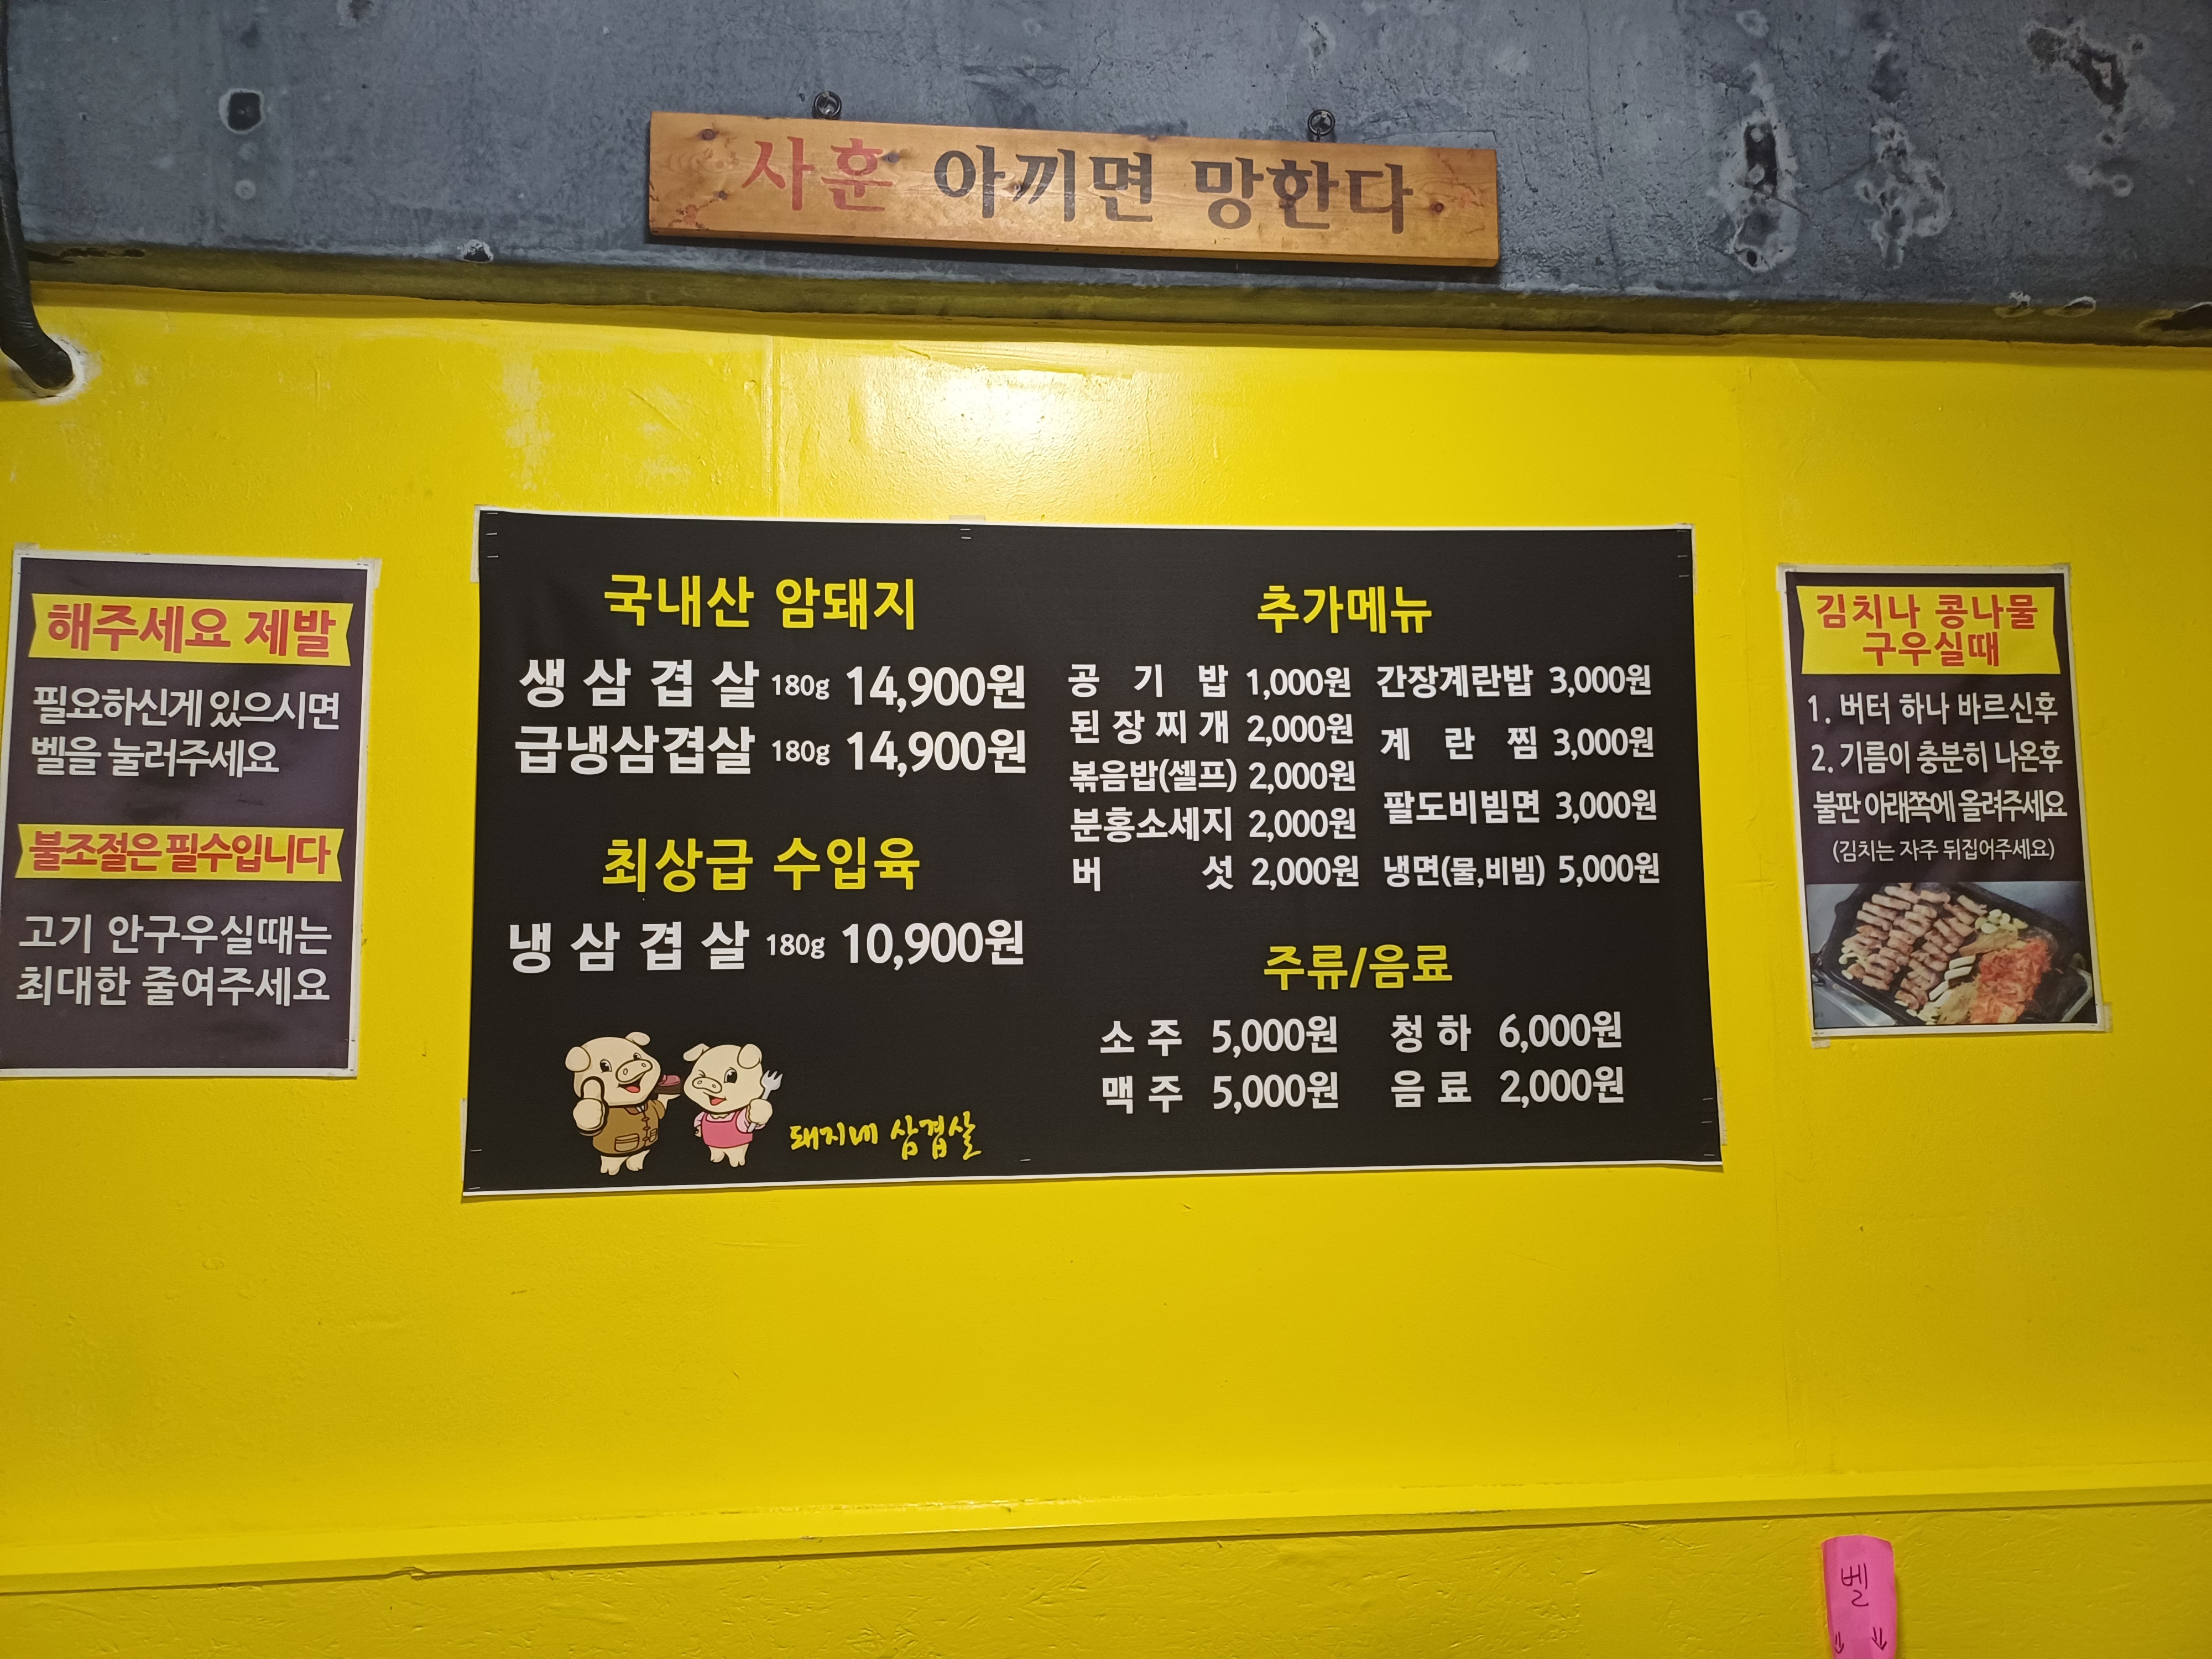 사훈 아끼면 망한다
해주세요 제발
필요하신게 있으시면
벨을 눌러주세요
불조절은 필수입니다
고기 안구우실때는
최대한 줄여주세요
국내산 암돼지
생삼겹살 180g 14,900원
급냉삼겹살 180g 14,900원
최상급 수입육
냉삼겹살 180g 10,900원
돼지네 삼겹살
추가메뉴
공기밥 1,000원 간장계란밥 3,000원
된장찌개 2,000원
계란찜 3,000원
볶음밥(셀프) 2,000원
팔도비빔면 3,000원
분홍소세지 2,000원
버섯 2,000원 냉면(물,비빔) 5,000원
주류/음료
소주 5,000원 청하 6,000원
맥주 5,000원 음료 2,000원
김치나 콩나물
구우실때
1. 버터 하나 바르신후
2. 기름이 충분히 나온후
불판 아래쪽에 올려주세요
(김치는 자주 뒤집어주세요)
벨